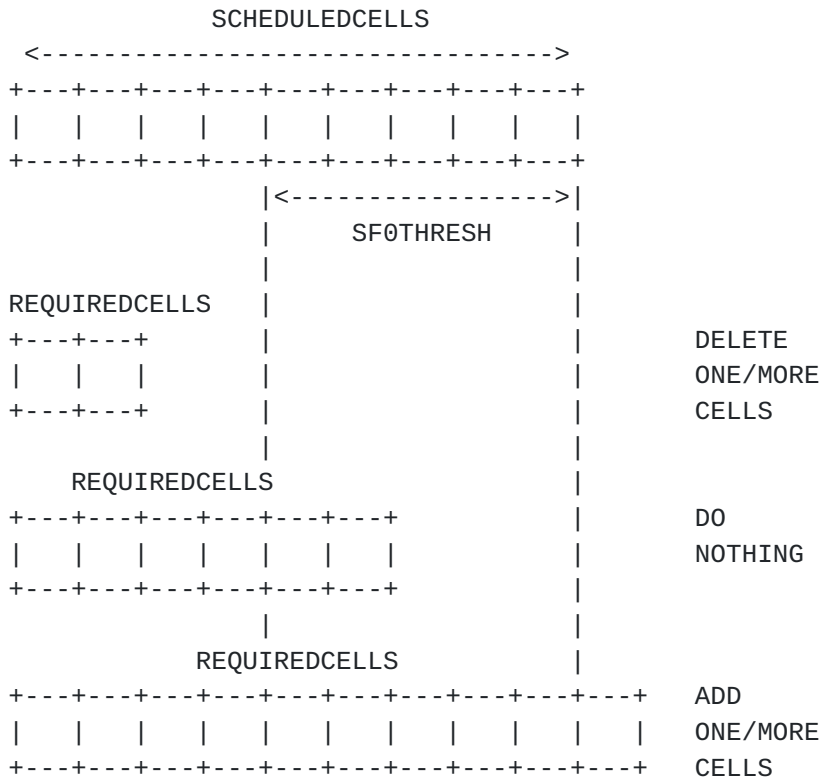 SCHEDULEDCELLS
<---------------------------------->
+---+---+---+---+---+---+---+---+---+
|   |   |   |   |   |   |   |   |   |
+---+---+---+---+---+---+---+---+---+
|<----------------->|
|     SF0THRESH     |
|                   |
REQUIREDCELLS   |                   |
+---+---+       |                   |       DELETE
|   |   |       |                   |       ONE/MORE
+---+---+       |                   |       CELLS
|                   |
REQUIREDCELLS                   |
+---+---+---+---+---+---+           |       DO
|   |   |   |   |   |   |           |       NOTHING
+---+---+---+---+---+---+           |
|                   |
REQUIREDCELLS           |
+---+---+---+---+---+---+---+---+---+---+   ADD
|   |   |   |   |   |   |   |   |   |   |   ONE/MORE
+---+---+---+---+---+---+---+---+---+---+   CELLS